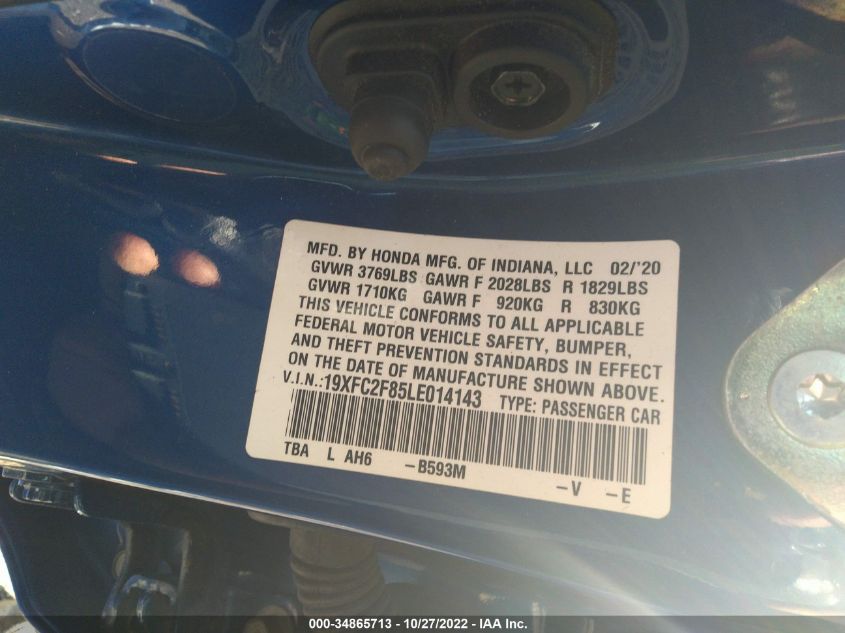 MFD. BY HONDA MFG. OF INDIANA, LLC 02/'20
GVWR 3769LBS GAWR F 2028LBS R 1829LBS
GVWR 1710KG GAWR F 920KG R 830KG
THIS VEHICLE CONFORMS TO ALL APPLICABLE
FEDERAL MOTOR VEHICLE SAFETY, BUMPER,
AND THEFT PREVENTION STANDARDS IN EFFECT
ON THE DATE OF MANUFACTURE SHOWN ABOVE.
V.I.N.:19XFC2F85LE014143 TYPE: PASSENGER CAR
TBA L AH6 -B593M -V -E
000-34865713 - 10/27/2022 - IAA Inc.